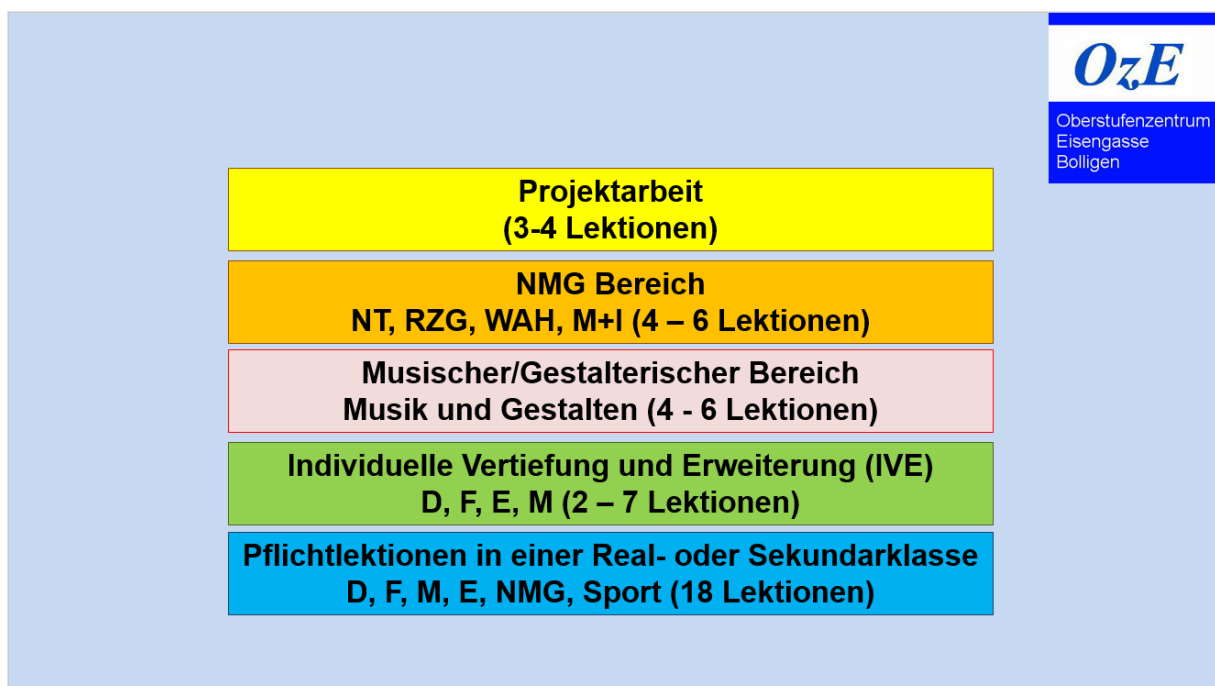 OzE
Oberstufenzentrum
Eisengasse
Bolligen
Projektarbeit
(3-4 Lektionen)
NMG Bereich
NT, RZG, WAH, M+I (4 – 6 Lektionen)
Musischer/Gestalterischer Bereich
Musik und Gestalten (4 - 6 Lektionen)
Individuelle Vertiefung und Erweiterung (IVE)
D, F, E, M (2 – 7 Lektionen)
Pflichtlektionen in einer Real- oder Sekundarklasse
D, F, M, E, NMG, Sport (18 Lektionen)